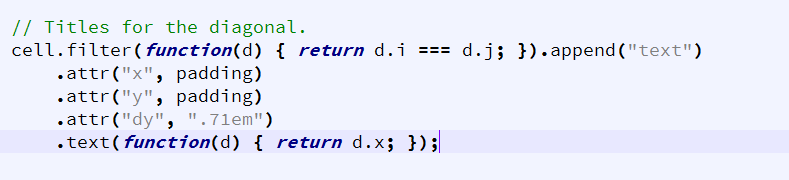 // Titles for the diagonal.
cell.filter(function(d) { return d.i === d.j; }).append("text")
    .attr("x", padding)
    .attr("y", padding)
    .attr("dy", ".71em")
    .text(function(d) { return d.x; });